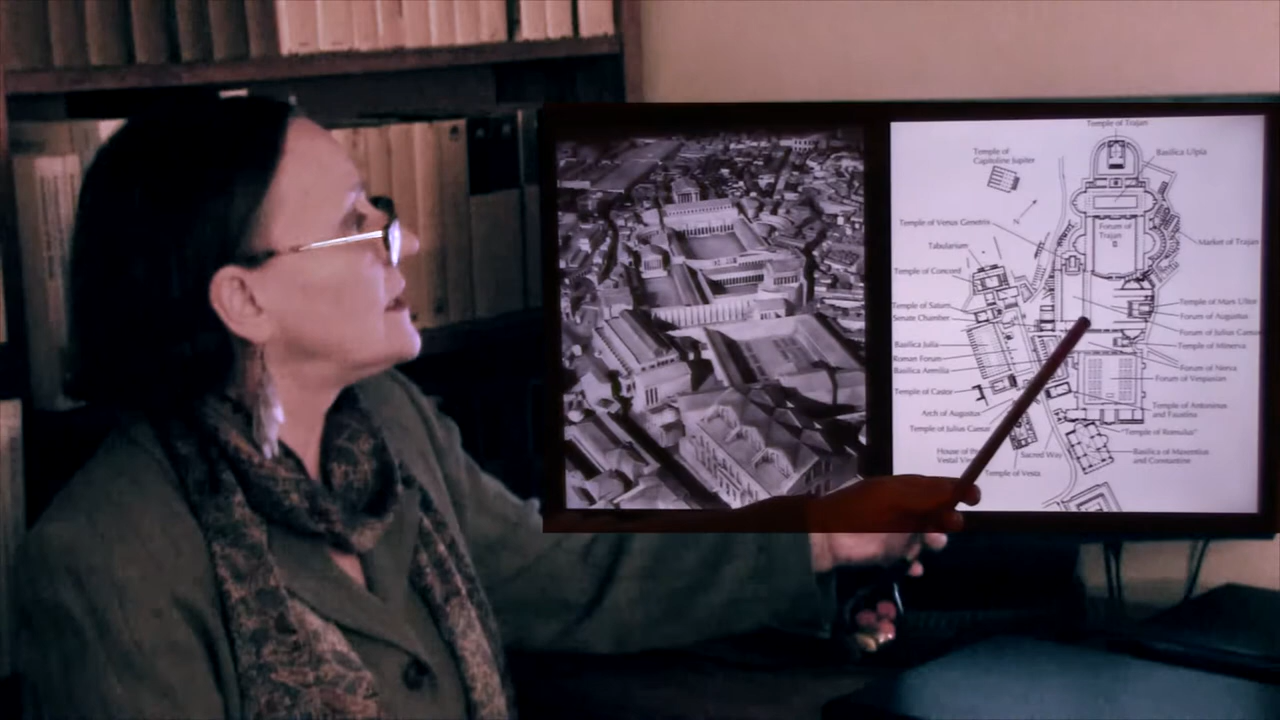 Temple of Trajan
Temple of
Capitoline Jupiter
Basilica Ulpia
N
Temple of Venus Genetrix
Forum of
Trajan
Tabularium
Market of Trajan
Temple of Concord
Temple of Saturn
Senate Chamber
Temple of Mars Ultor
Forum of Augustus
Forum of Julius Caesar
Basilica Julia
Roman Forum
Basilica Aemilia
Temple of Minerva
Forum of Nerva
Forum of Vespasian
Temple of Castor
Arch of Augustus
Temple of Julius Caesar
Temple of Antoninus
and Faustina
"Temple of Romulus"
House of the
Vestal
Sacred Way
Temple of Vesta
Basilica of Maxentius
and Constantine